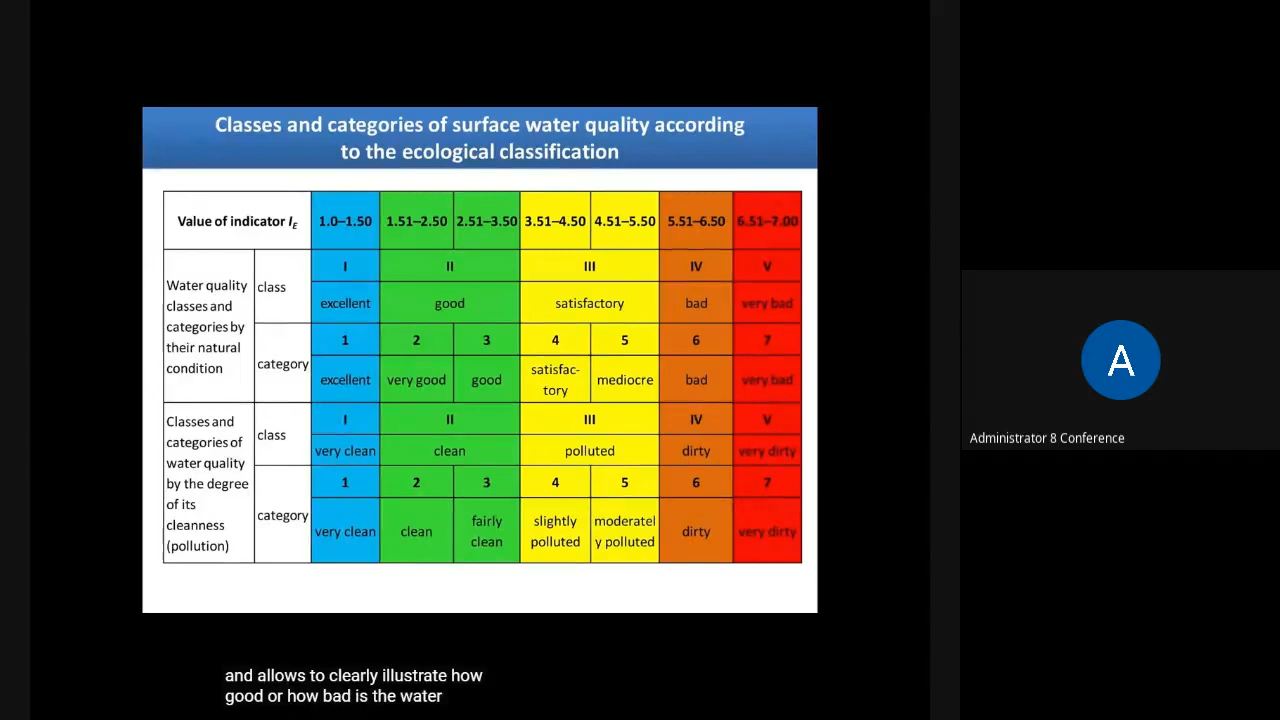 Classes and categories of surface water quality according
to the ecological classification
Value of indicator I_E 1.0–1.50 1.51–2.50 2.51–3.50 3.51–4.50 4.51–5.50 5.51–6.50 6.51–7.00
Water quality
classes and
categories by
their natural
condition
class
I II III IV V
excellent good satisfactory bad very bad
category
1 2 3 4 5 6 7
excellent very good good satisfac-
tory mediocre bad very bad
Classes and
categories of
water quality
by the degree
of its
cleanness
(pollution)
class
I II III IV V
very clean clean polluted dirty very dirty
category
1 2 3 4 5 6 7
very clean clean fairly
clean slightly
polluted moderatel
y polluted dirty very dirty
A
Administrator 8 Conference
and allows to clearly illustrate how
good or how bad is the water